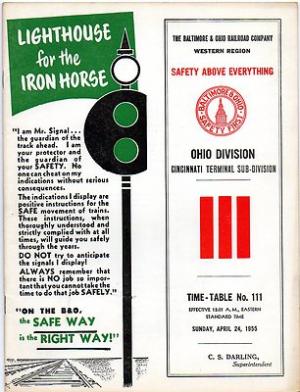 LIGHTHOUSE
for the
IRON HORSE
"I am Mr. Signal...
the guardian of the
track ahead. I am
your protector and
the guardian of
your SAFETY. No
one can cheat on my
indications without serious
consequences.
The indications I display are
positive instructions for the
SAFE movement of trains.
These instructions, when
thoroughly understood and
strictly complied with at all
times, will guide you safely
through the years.
DO NOT try to anticipate
the signals I display!
ALWAYS remember that
there is NO job so impor-
tant that you cannot take the
time to do that job SAFELY."
"ON THE B&O.
the SAFE WAY
is the RIGHT WAY!"
THE BALTIMORE & OHIO RAILROAD COMPANY
WESTERN REGION
SAFETY ABOVE EVERYTHING
BALTIMORE & OHIO
SAFETY FIRST
OHIO DIVISION
CINCINNATI TERMINAL SUB-DIVISION
111
TIME-TABLE No. 111
EFFECTIVE 12:01 A. M., EASTERN
STANDARD TIME
SUNDAY, APRIL 24, 1955
C. S. DARLING,
Superintendent